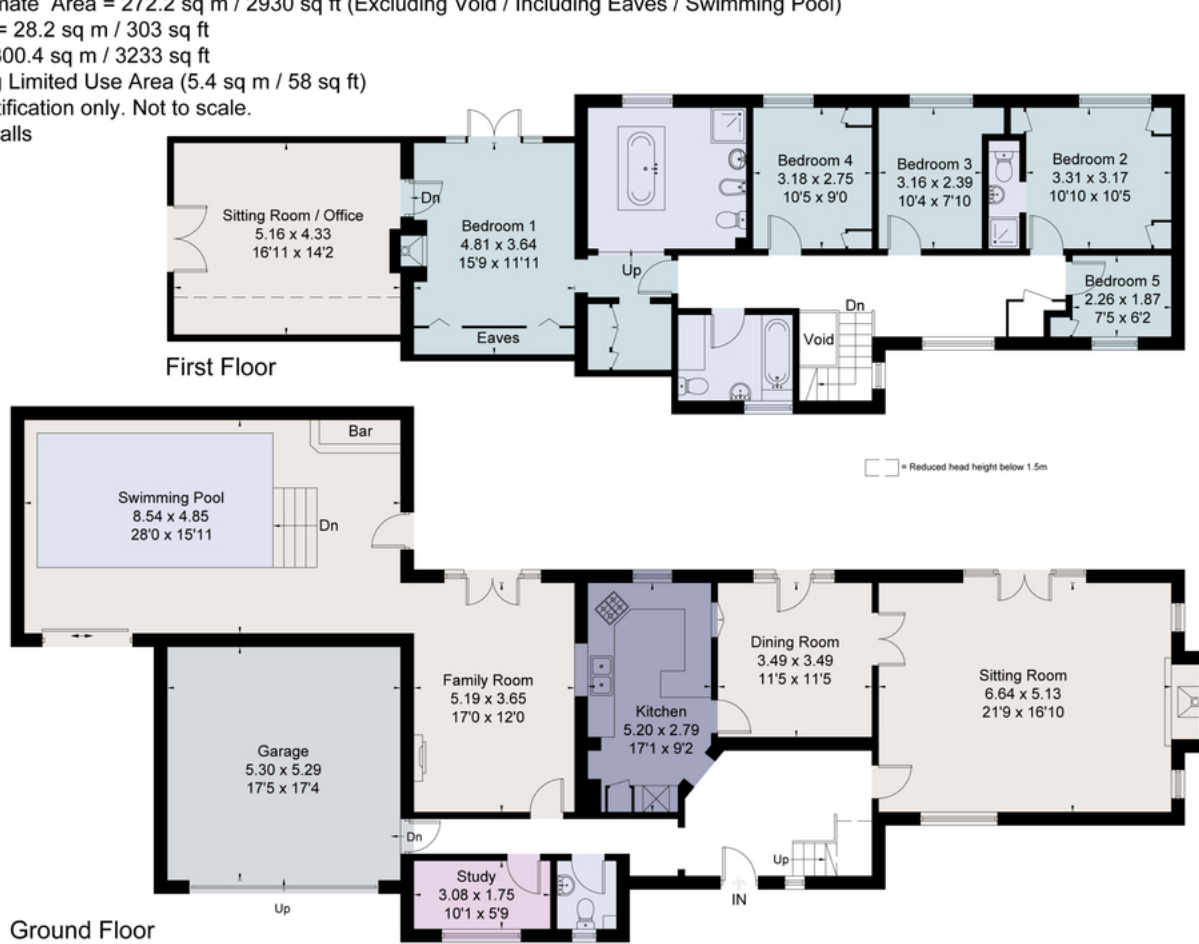 Area = 272.2 sq m / 2930 sq ft (Excluding Void / Including Eaves / Swimming Pool)
= 28.2 sq m / 303 sq ft
00.4 sq m / 3233 sq ft
Limited Use Area (5.4 sq m / 58 sq ft)
only. Not to scale.
Sitting Room / Office
5.16 x 4.33
16'11 x 14'2
Dn
Bedroom 1
4.81 x 3.64
15'9 x 11'11
Eaves
Up
Bedroom 4
3.18 x 2.75
10'5 x 9'0
Bedroom 3
3.16 x 2.39
10'4 x 7'10
Bedroom 2
3.31 x 3.17
10'10 x 10'5
Bedroom 5
2.26 x 1.87
7'5 x 6'2
Dn
Void
First Floor
= Reduced head height below 1.5m
Bar
Swimming Pool
8.54 x 4.85
28'0 x 15'11
Dn
Family Room
5.19 x 3.65
17'0 x 12'0
Kitchen
5.20 x 2.79
17'1 x 9'2
Dining Room
3.49 x 3.49
11'5 x 11'5
Sitting Room
6.64 x 5.13
21'9 x 16'10
Garage
5.30 x 5.29
17'5 x 17'4
Dn
Up
Study
3.08 x 1.75
10'1 x 5'9
Up
IN
Ground Floor